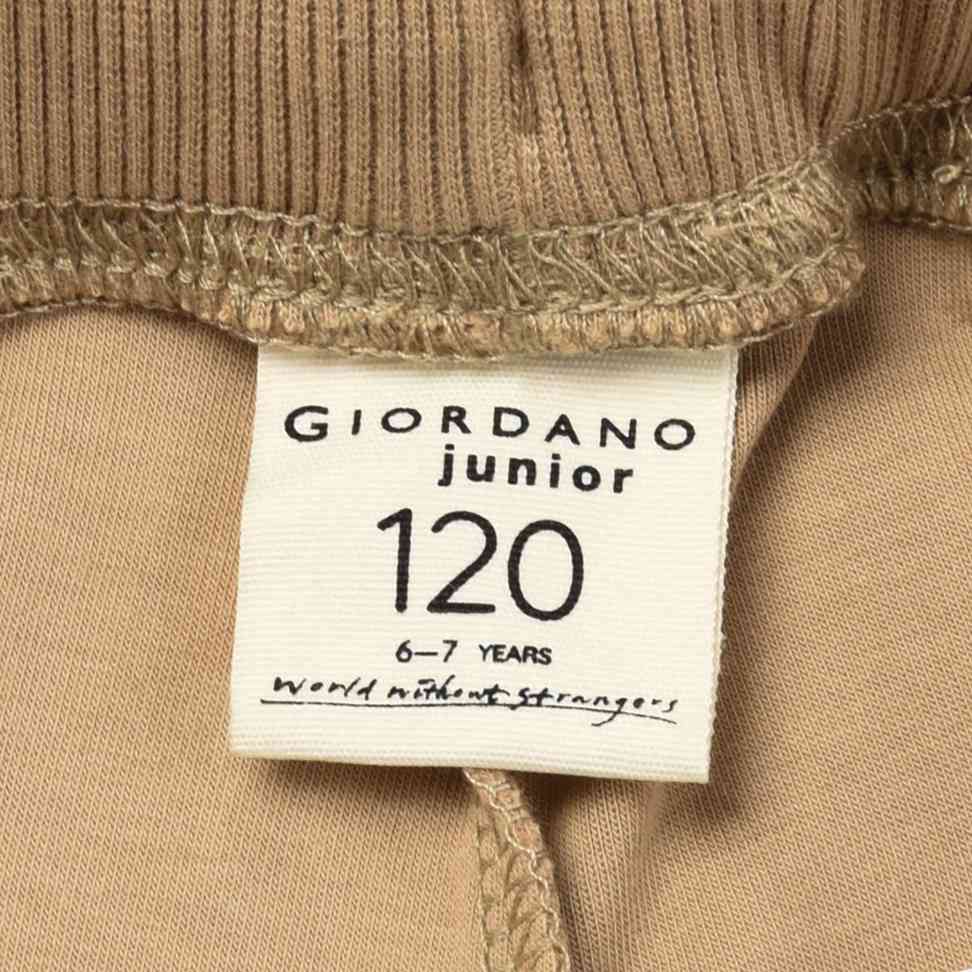 GIORDANO
junior
120
6–7 YEARS
World without strangers